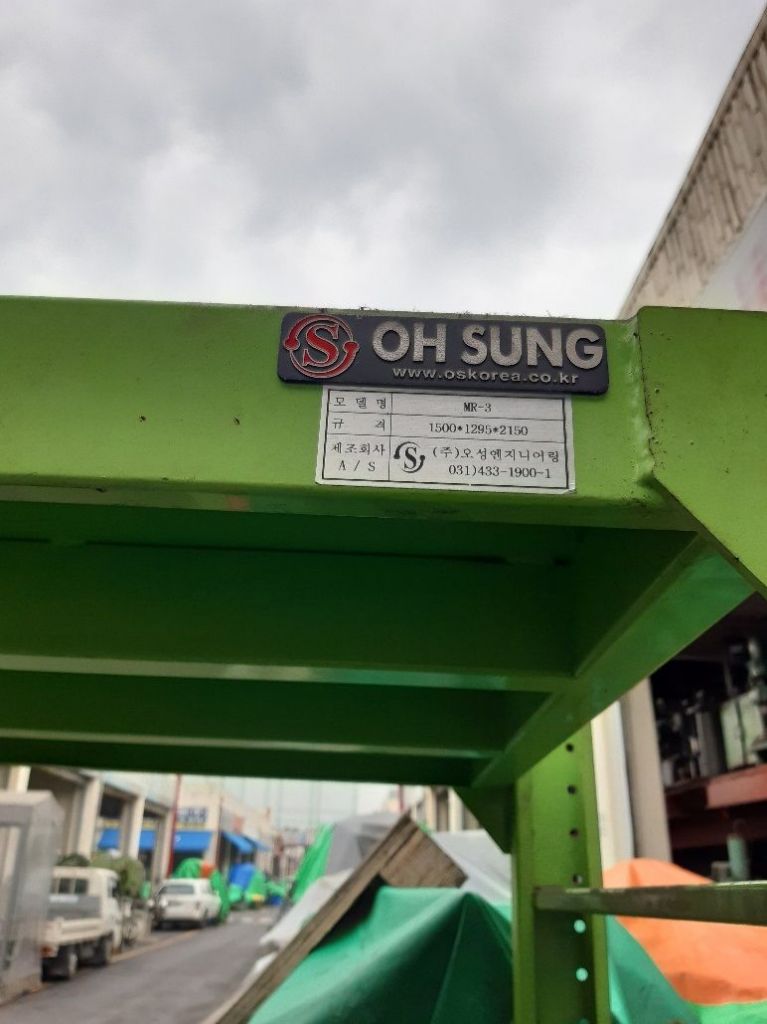 S OH SUNG
www.oskorea.co.kr
모델명 MR-3
규격 1500*1295*2150
제조회사 S (주)오성엔지니어링
A/S 031)433-1900-1